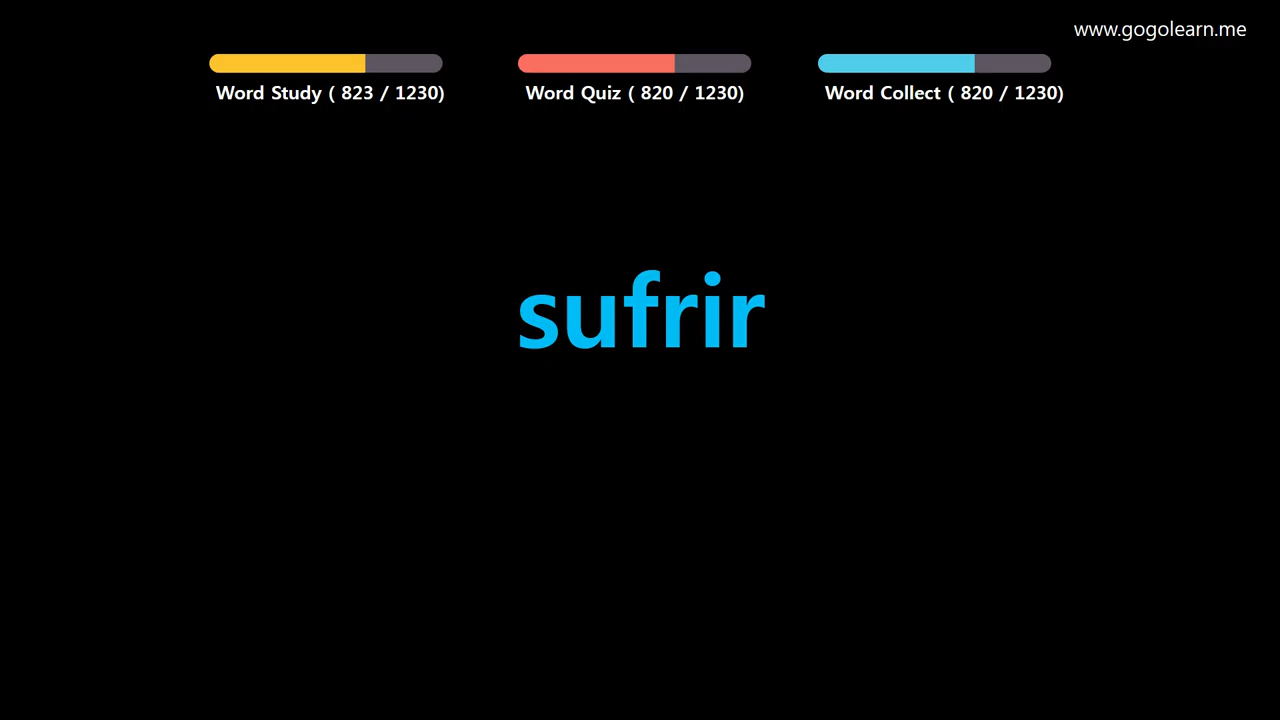 www.gogolearn.me
Word Study ( 823 / 1230)
Word Quiz ( 820 / 1230)
Word Collect ( 820 / 1230)
sufrir